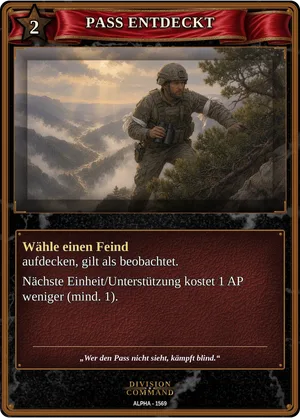 2
PASS ENTDECKT
Wähle einen Feind
aufdecken, gilt als beobachtet.
Nächste Einheit/Unterstützung kostet 1 AP
weniger (mind. 1).
„Wer den Pass nicht sieht, kämpft blind.“
DIVISION
COMMAND
ALPHA - 1569